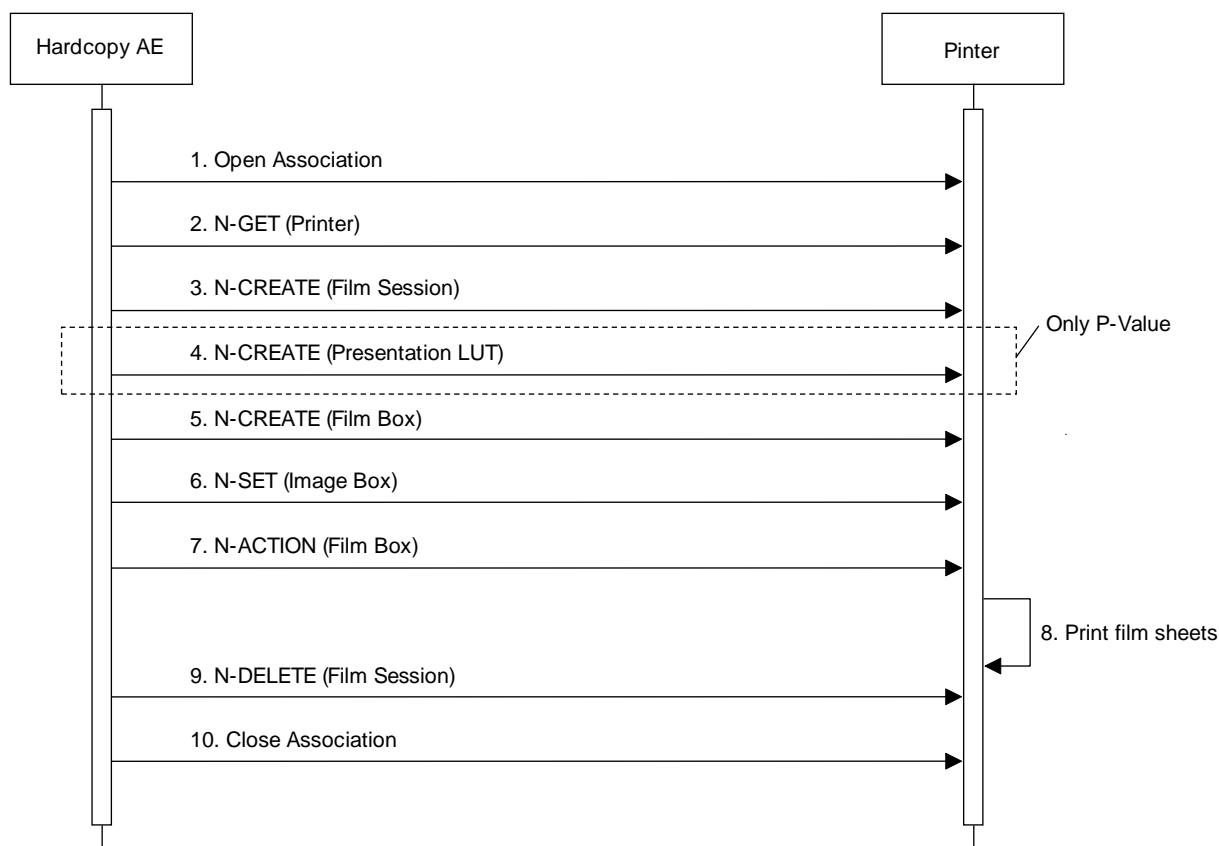 Hardcopy AE
Pinter
1. Open Association
2. N-GET (Printer)
3. N-CREATE (Film Session)
Only P-Value
4. N-CREATE (Presentation LUT)
5. N-CREATE (Film Box)
6. N-SET (Image Box)
7. N-ACTION (Film Box)
8. Print film sheets
9. N-DELETE (Film Session)
10. Close Association